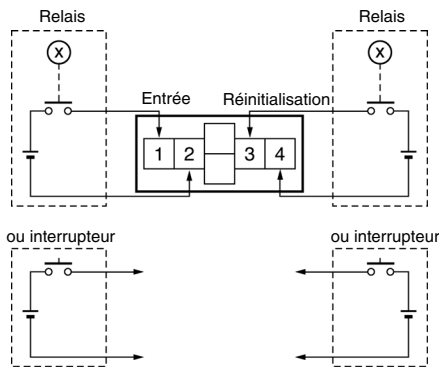 Relais
Relais
X
X
Entrée
Réinitialisation
1 2 3 4
ou interrupteur
ou interrupteur